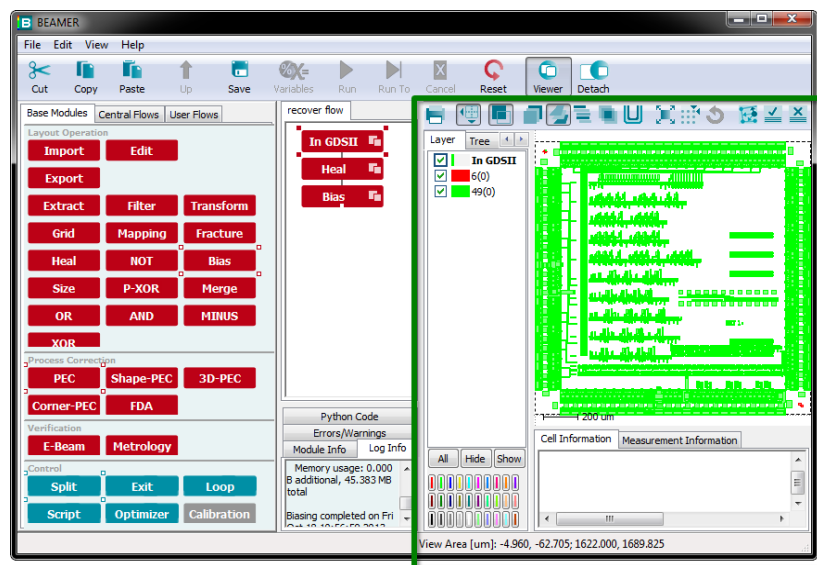 BEAMER
File Edit View Help
Cut Copy Paste Up Save Variables Run Run To Cancel Reset Viewer Detach
Base Modules Central Flows User Flows
Layout Operation
Import Edit
Export
Extract Filter Transform
Grid Mapping Fracture
Heal NOT Bias
Size P-XOR Merge
OR AND MINUS
XOR
Process Correction
PEC Shape-PEC 3D-PEC
Corner-PEC FDA
Verification
E-Beam Metrology
Control
Split Exit Loop
Script Optimizer Calibration
recover flow
In GDSII
Heal
Bias
Python Code
Errors/Warnings
Module Info Log Info
Memory usage: 0.000
B additional, 45.383 MB
total
Biasing completed on Fri
Layer Tree
In GDSII
6(0)
49(0)
All Hide Show
200 um
Cell Information Measurement Information
View Area [um]: -4.960, -62.705; 1622.000, 1689.825